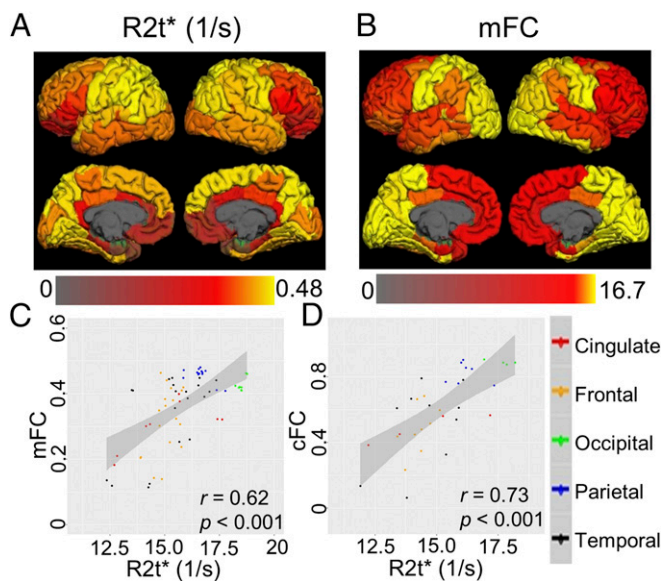 A
R2t* (1/s)
B
mFC
0
0.48
0
16.7
C
mFC
0.6
0.4
0.2
0
12.5
15.0
17.5
20
R2t* (1/s)
r = 0.62
p < 0.001
D
cFC
0.8
0.4
0
12.5
15.0
17.5
R2t* (1/s)
r = 0.73
p < 0.001
Cingulate
Frontal
Occipital
Parietal
Temporal